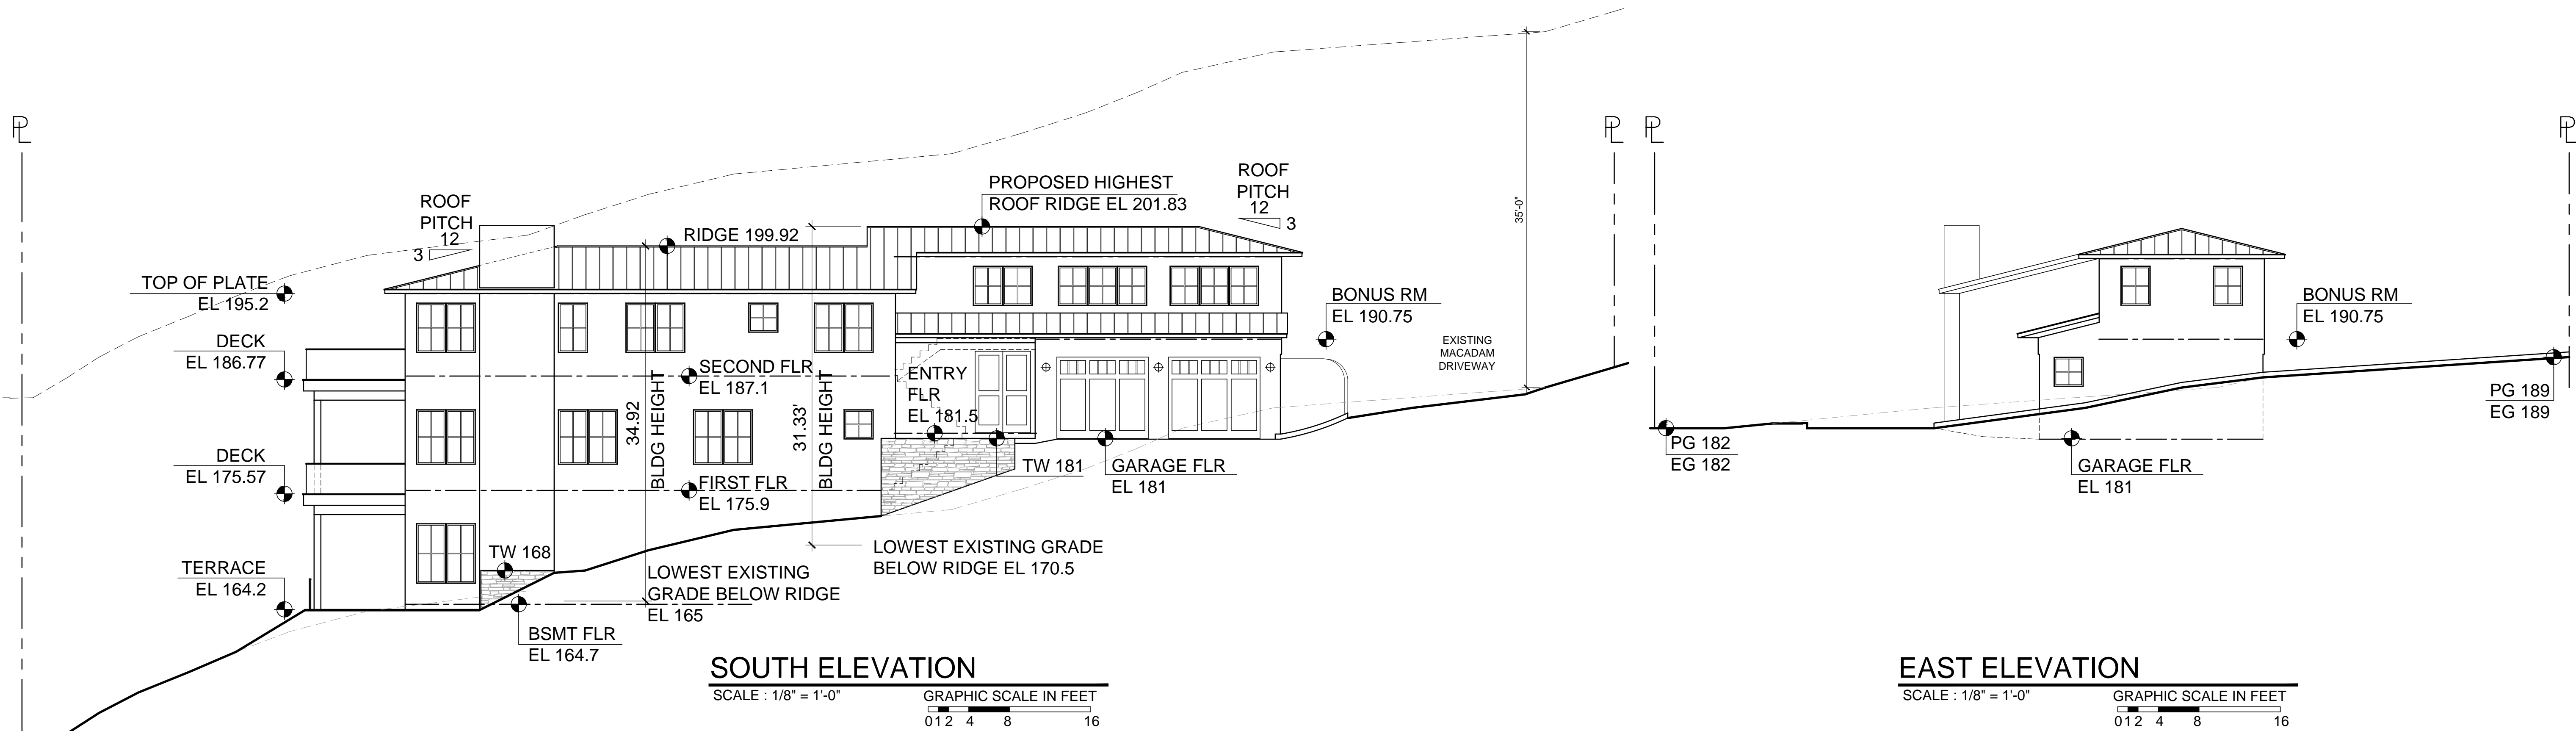 PL
PL
PL
PL
ROOF
PITCH
12
3
PROPOSED HIGHEST
ROOF RIDGE EL 201.83
ROOF
PITCH
12
3
35'-0"
RIDGE 199.92
TOP OF PLATE
EL 195.2
DECK
EL 186.77
DECK
EL 175.57
TERRACE
EL 164.2
SECOND FLR
EL 187.1
FIRST FLR
EL 175.9
34.92
BLDG HEIGHT
31.33'
BLDG HEIGHT
ENTRY
FLR
EL 181.5
BONUS RM
EL 190.75
EXISTING
MACADAM
DRIVEWAY
TW 181
GARAGE FLR
EL 181
TW 168
LOWEST EXISTING
GRADE BELOW RIDGE
EL 165
LOWEST EXISTING GRADE
BELOW RIDGE EL 170.5
BSMT FLR
EL 164.7
SOUTH ELEVATION
SCALE : 1/8" = 1'-0"
GRAPHIC SCALE IN FEET
0 1 2 4 8 16
BONUS RM
EL 190.75
PG 189
EG 189
PG 182
EG 182
GARAGE FLR
EL 181
EAST ELEVATION
SCALE : 1/8" = 1'-0"
GRAPHIC SCALE IN FEET
0 1 2 4 8 16